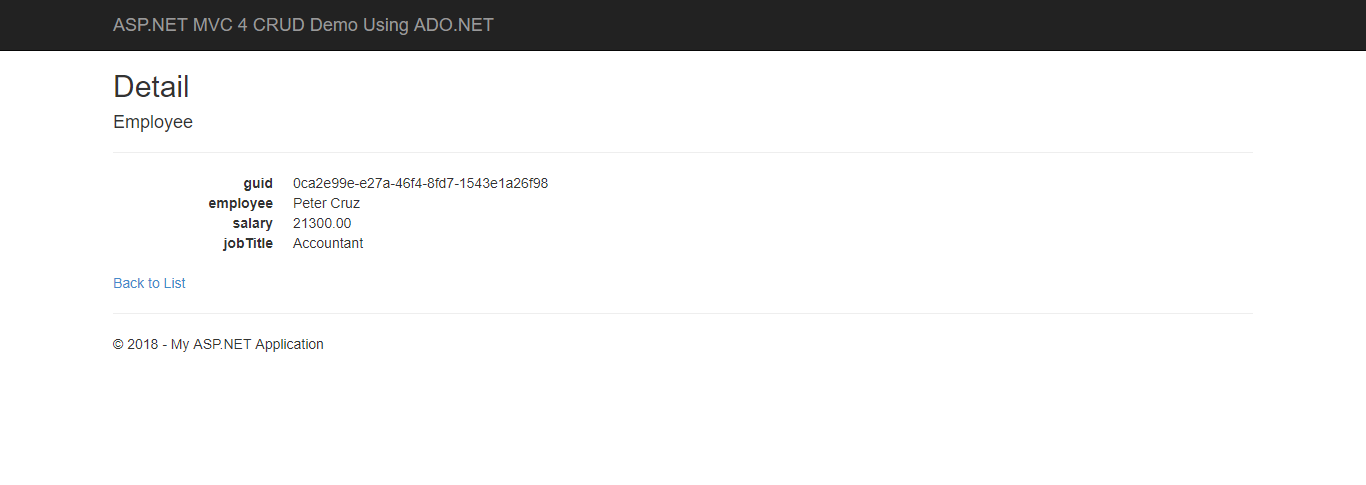 ASP.NET MVC 4 CRUD Demo Using ADO.NET
Detail
Employee
guid 0ca2e99e-e27a-46f4-8fd7-1543e1a26f98
employee Peter Cruz
salary 21300.00
jobTitle Accountant
Back to List
© 2018 - My ASP.NET Application